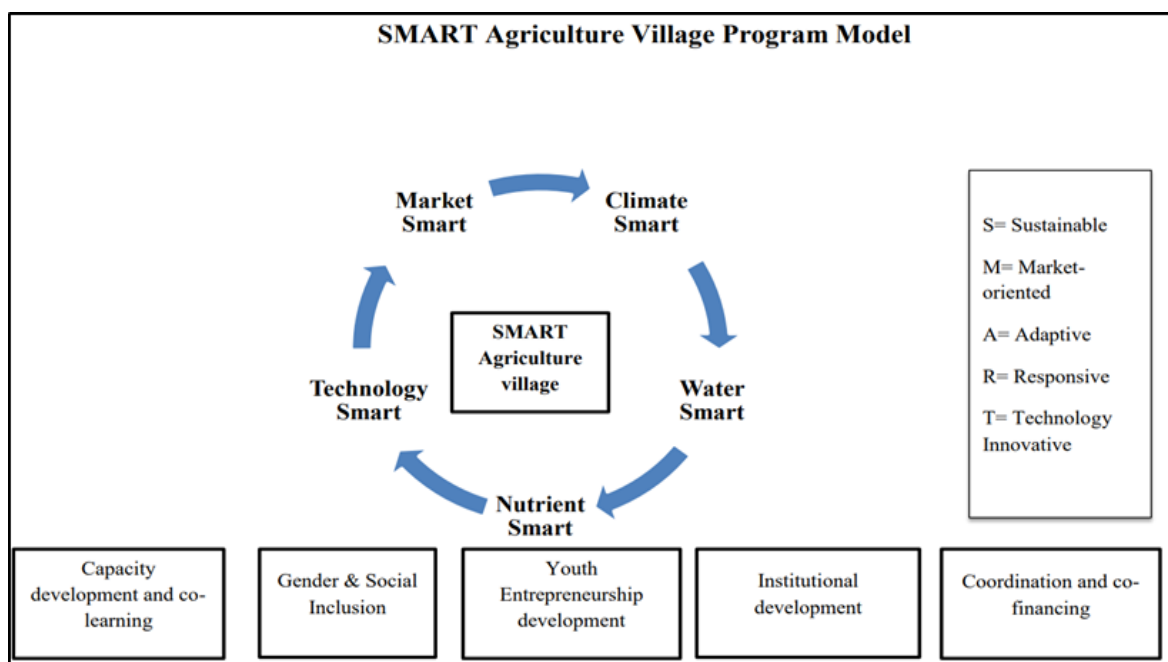 SMART Agriculture Village Program Model
Market
Smart
Climate
Smart
Water
Smart
Nutrient
Smart
Technology
Smart
SMART
Agriculture
village
S= Sustainable
M= Market-
oriented
A= Adaptive
R= Responsive
T= Technology
Innovative
Capacity
development and co-
learning
Gender & Social
Inclusion
Youth
Entrepreneurship
development
Institutional
development
Coordination and co-
financing